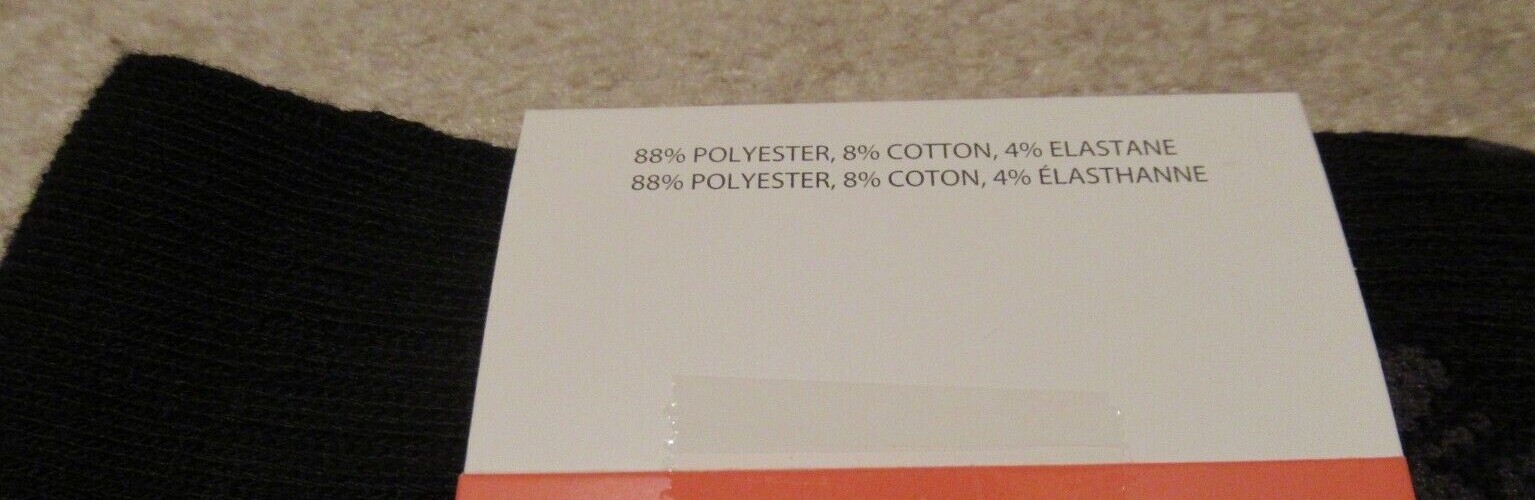 88% POLYESTER, 8% COTTON, 4% ELASTANE
88% POLYESTER, 8% COTON, 4% ÉLASTHANNE